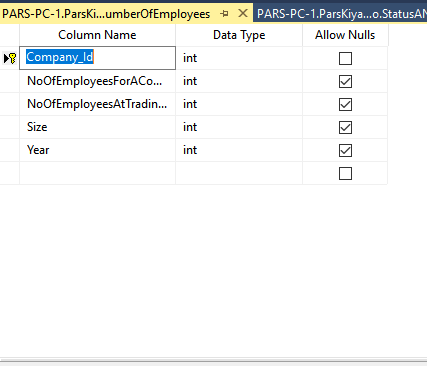 PARS-PC-1.ParsKi...umberOfEmployees PARS-PC-1.ParsKiya...o.StatusAN
Column Name Data Type Allow Nulls
Company_Id int
NoOfEmployeesForACo... int
NoOfEmployeesAtTradin... int
Size int
Year int